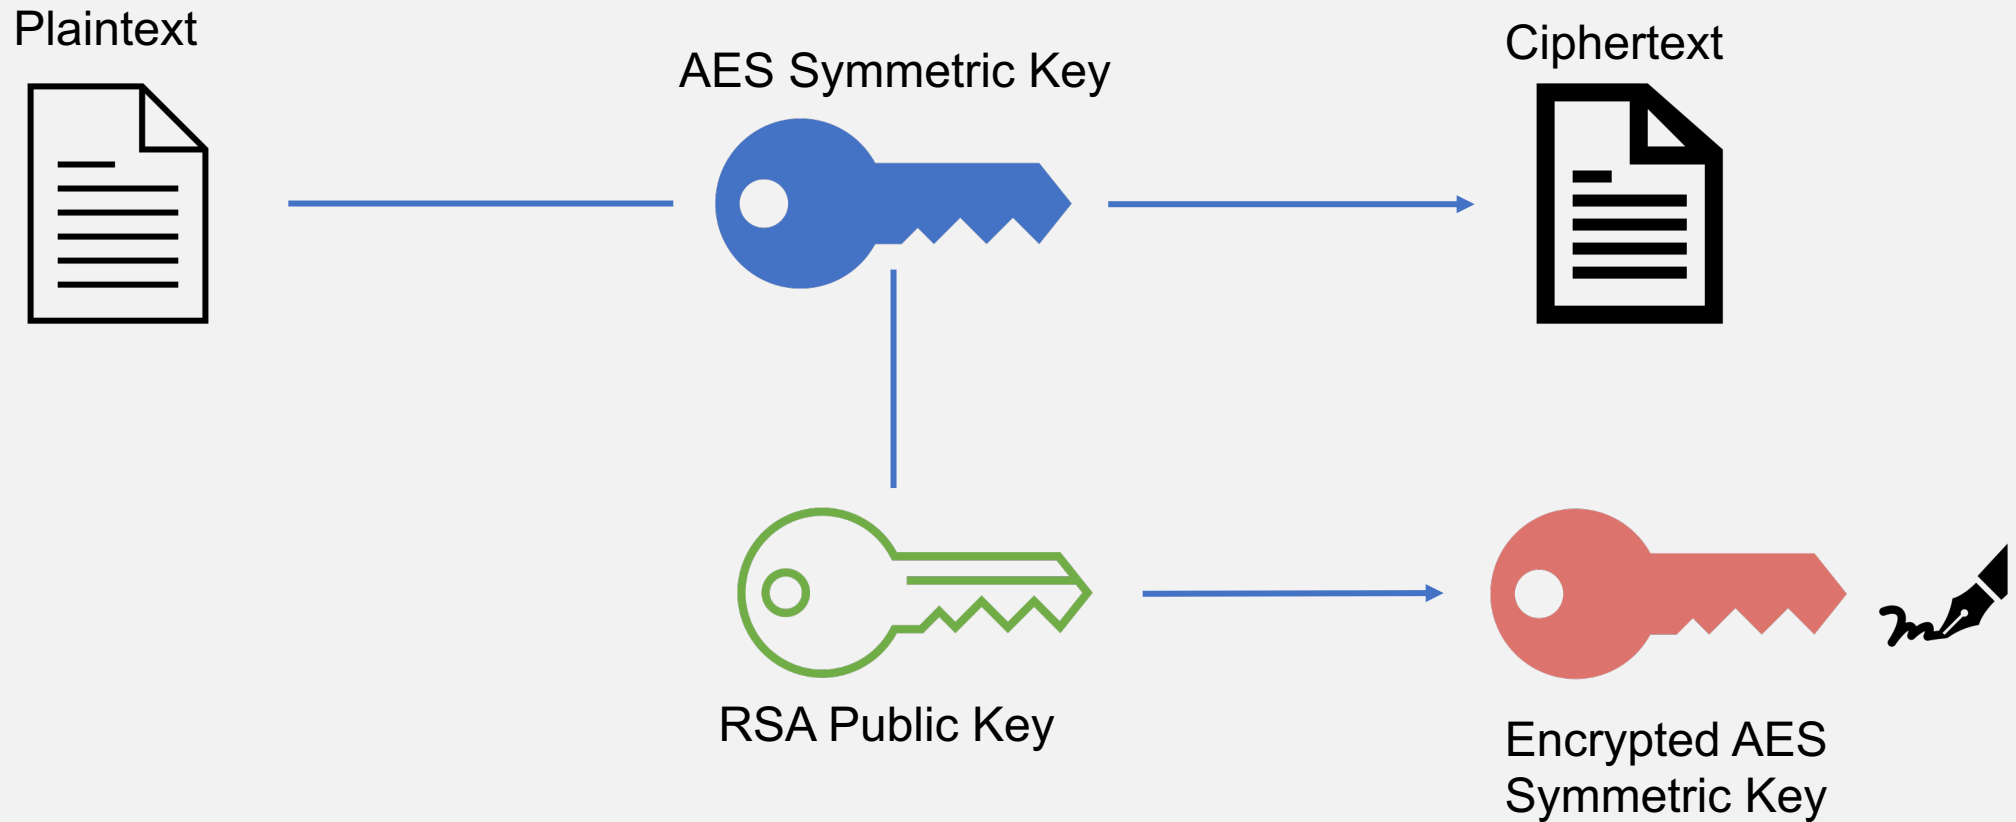 Plaintext
AES Symmetric Key
Ciphertext
RSA Public Key
Encrypted AES
Symmetric Key